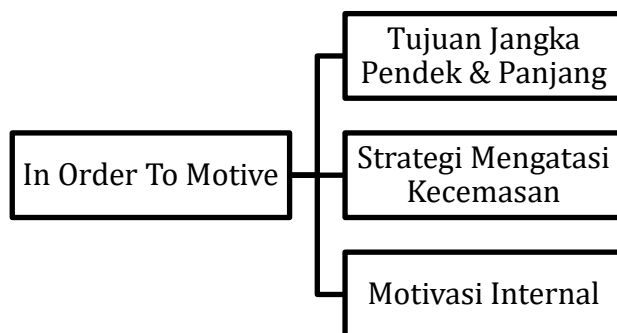 Tujuan Jangka
Pendek & Panjang
In Order To Motive
Strategi Mengatasi
Kecemasan
Motivasi Internal